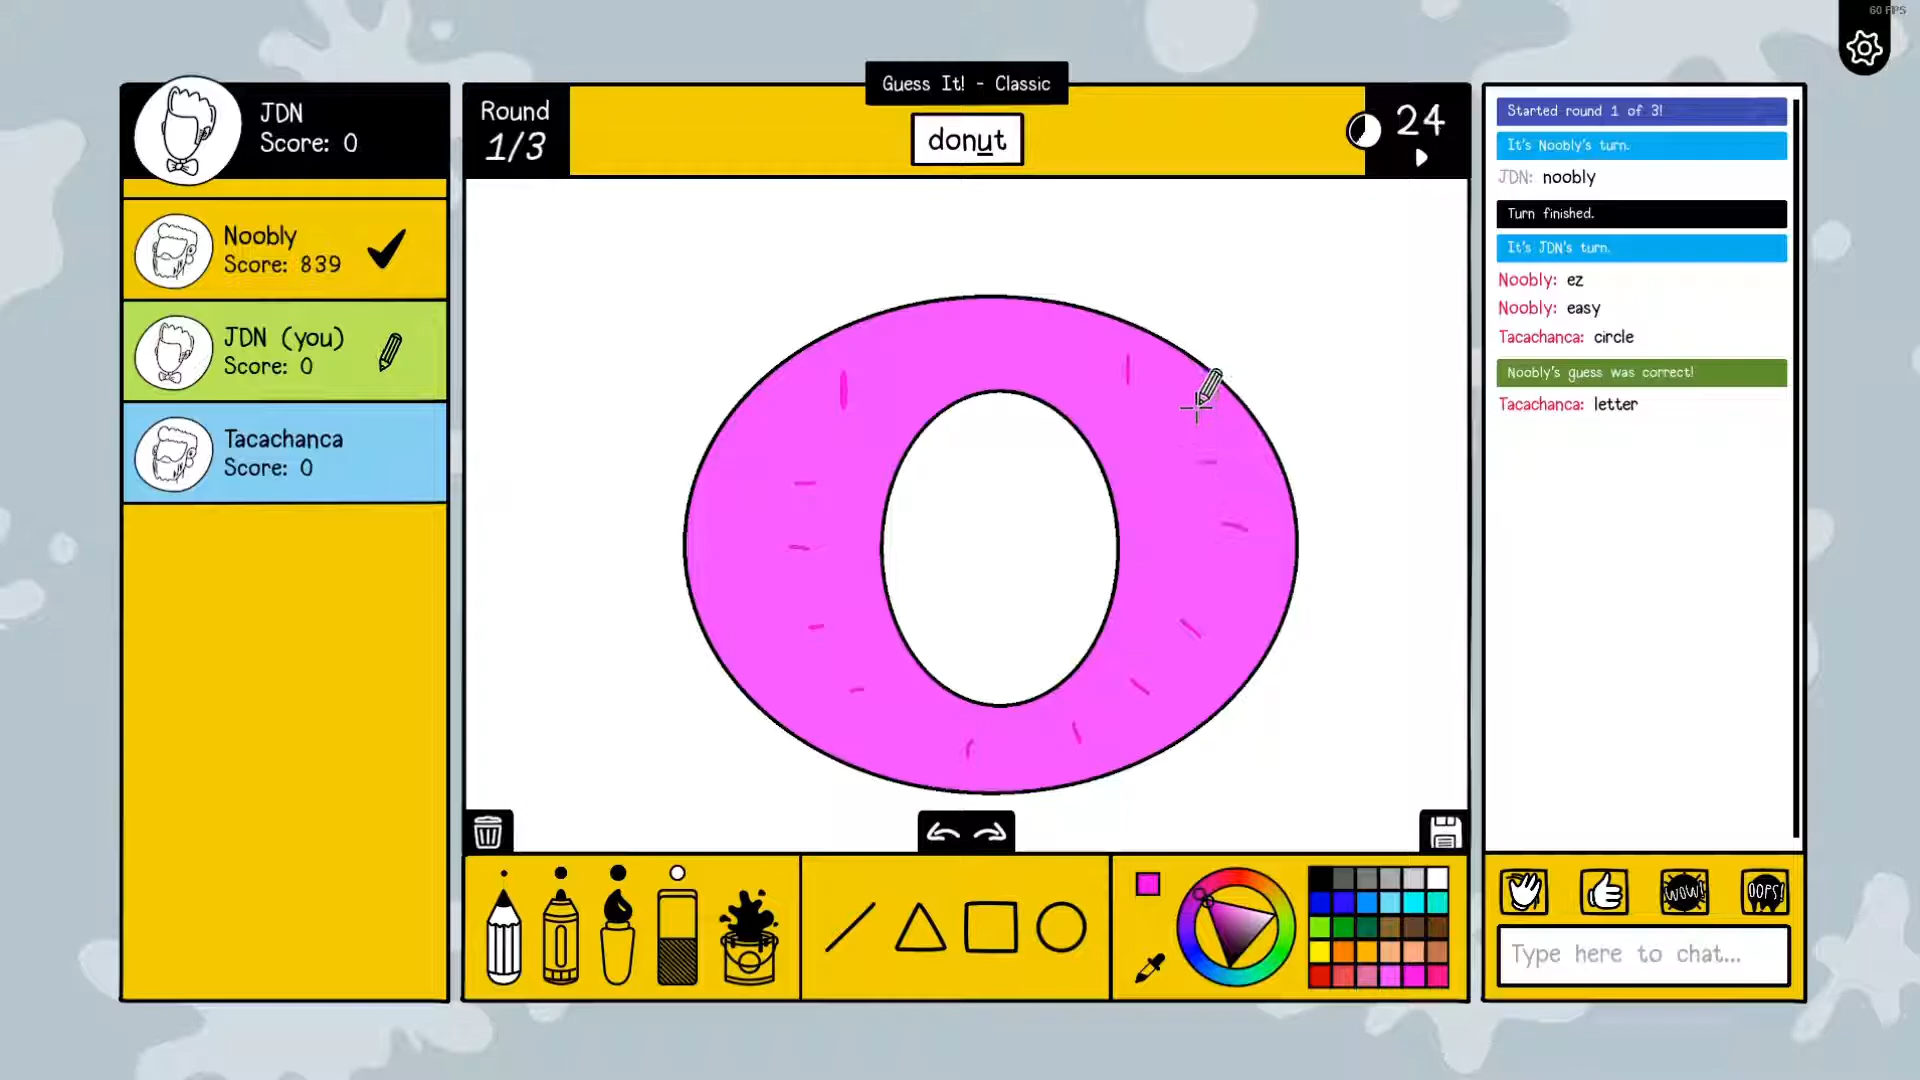 60 FPS
Guess It! - Classic
JDN
Score: 0
Round
1/3
donut
24
Noobly
Score: 839
JDN (you)
Score: 0
Tacachanca
Score: 0
Started round 1 of 3!
It's Noobly's turn.
JDN: noobly
Turn finished.
It's JDN's turn.
Noobly: ez
Noobly: easy
Tacachanca: circle
Noobly's guess was correct!
Tacachanca: letter
WOW!
OOPS!
Type here to chat...